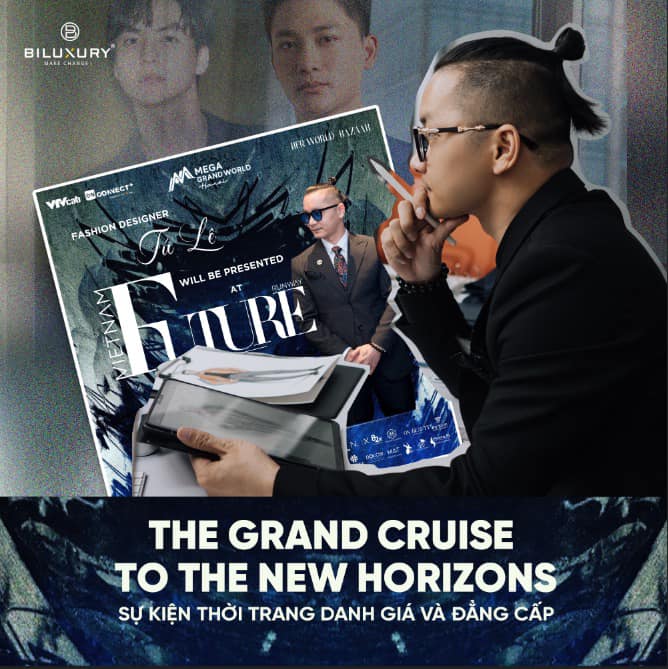 BILUXURY
MAKE CHANGE!
HER WORLD BAZAAR
MEGA
GRAND WORLD
Hanoi
VTVcab ON CONNECT+
FASHION DESIGNER
Tú Lê
WILL BE PRESENTED
AT
VIETNAM
FUTURE
RUNWAY
THE GRAND CRUISE
TO THE NEW HORIZONS
SỰ KIỆN THỜI TRANG DANH GIÁ VÀ ĐẲNG CẤP